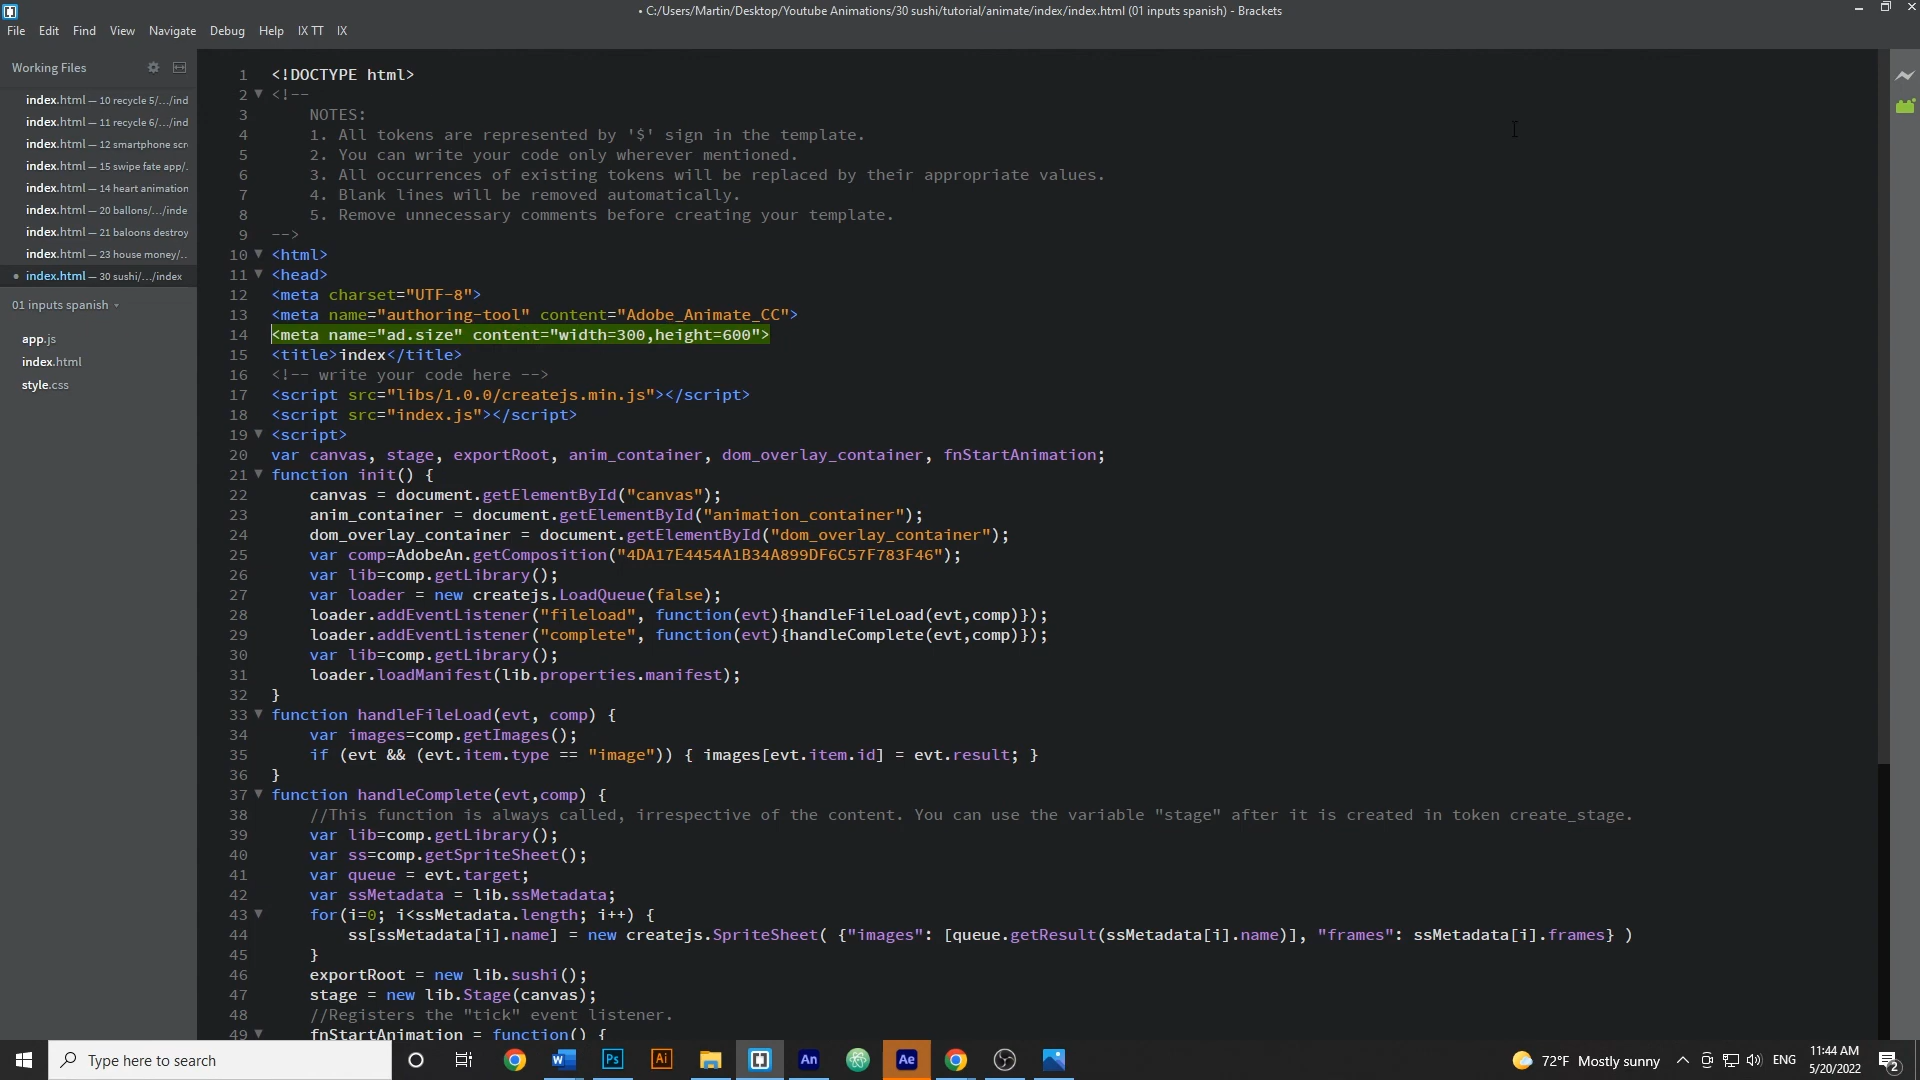 • C:/Users/Martin/Desktop/Youtube Animations/30 sushi/tutorial/animate/index/index.html (01 inputs spanish) - Brackets
File Edit Find View Navigate Debug Help IX TT IX
Working Files
index.html — 10 recycle 5/.../ind
index.html — 11 recycle 6/.../ind
index.html — 12 smartphone scr
index.html — 15 swipe fate app/.
index.html — 14 heart animation
index.html — 20 ballons/.../inde
index.html — 21 baloons destroy
index.html — 23 house money/..
• index.html — 30 sushi/.../index
01 inputs spanish
app.js
index.html
style.css
1 <!DOCTYPE html>
2 <!--
3 NOTES:
4 1. All tokens are represented by '$' sign in the template.
5 2. You can write your code only wherever mentioned.
6 3. All occurrences of existing tokens will be replaced by their appropriate values.
7 4. Blank lines will be removed automatically.
8 5. Remove unnecessary comments before creating your template.
9 -->
10 <html>
11 <head>
12 <meta charset="UTF-8">
13 <meta name="authoring-tool" content="Adobe_Animate_CC">
14 <meta name="ad.size" content="width=300,height=600">
15 <title>index</title>
16 <!-- write your code here -->
17 <script src="libs/1.0.0/createjs.min.js"></script>
18 <script src="index.js"></script>
19 <script>
20 var canvas, stage, exportRoot, anim_container, dom_overlay_container, fnStartAnimation;
21 function init() {
22 canvas = document.getElementById("canvas");
23 anim_container = document.getElementById("animation_container");
24 dom_overlay_container = document.getElementById("dom_overlay_container");
25 var comp=AdobeAn.getComposition("4DA17E4454A1B34A899DF6C57F783F46");
26 var lib=comp.getLibrary();
27 var loader = new createjs.LoadQueue(false);
28 loader.addEventListener("fileload", function(evt){handleFileLoad(evt,comp)});
29 loader.addEventListener("complete", function(evt){handleComplete(evt,comp)});
30 var lib=comp.getLibrary();
31 loader.loadManifest(lib.properties.manifest);
32 }
33 function handleFileLoad(evt, comp) {
34 var images=comp.getImages();
35 if (evt && (evt.item.type == "image")) { images[evt.item.id] = evt.result; }
36 }
37 function handleComplete(evt,comp) {
38 //This function is always called, irrespective of the content. You can use the variable "stage" after it is created in token create_stage.
39 var lib=comp.getLibrary();
40 var ss=comp.getSpriteSheet();
41 var queue = evt.target;
42 var ssMetadata = lib.ssMetadata;
43 for(i=0; i<ssMetadata.length; i++) {
44 ss[ssMetadata[i].name] = new createjs.SpriteSheet( {"images": [queue.getResult(ssMetadata[i].name)], "frames": ssMetadata[i].frames} )
45 }
46 exportRoot = new lib.sushi();
47 stage = new lib.Stage(canvas);
48 //Registers the "tick" event listener.
49 fnStartAnimation = function() {
Type here to search
W
Ps
Ai
An
Ae
72°F Mostly sunny
ENG
11:44 AM
5/20/2022
2